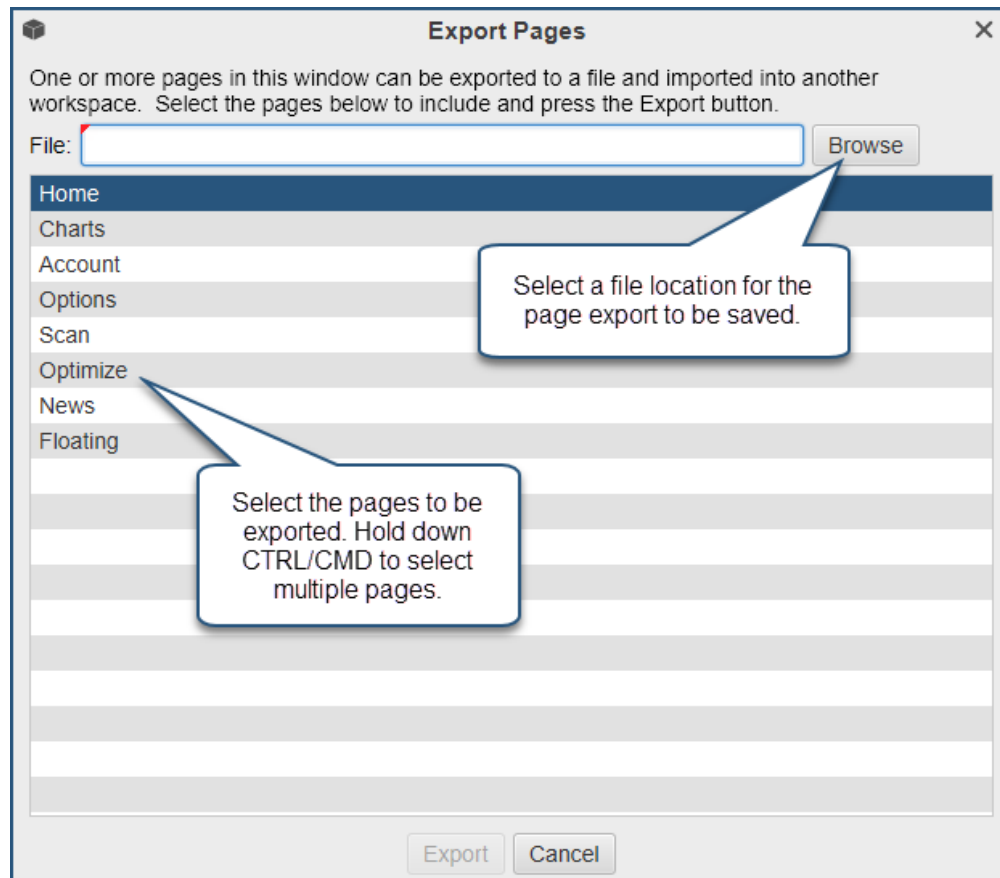 Export Pages
One or more pages in this window can be exported to a file and imported into another
workspace.  Select the pages below to include and press the Export button.
File:
Browse
Home
Charts
Account
Options
Scan
Optimize
News
Floating
Select a file location for the
page export to be saved.
Select the pages to be
exported. Hold down
CTRL/CMD to select
multiple pages.
Export
Cancel